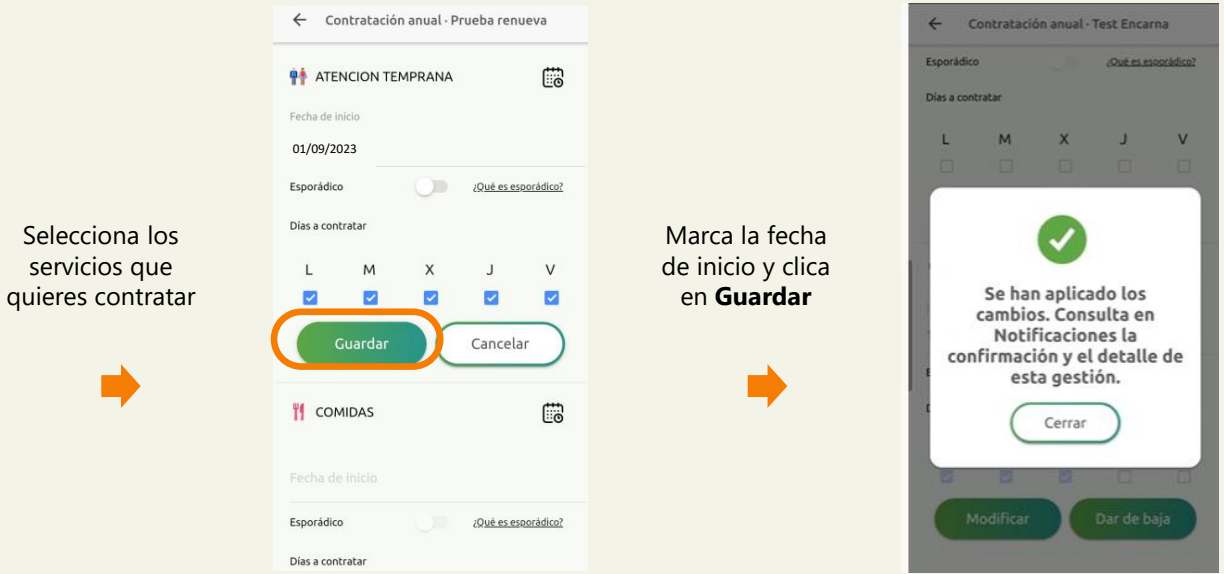 Selecciona los
servicios que
quieres contratar
Contratación anual · Prueba renueva
ATENCION TEMPRANA
Fecha de inicio
01/09/2023
Esporádico
¿Qué es esporádico?
Días a contratar
L M X J V
Guardar
Cancelar
COMIDAS
Fecha de inicio
Esporádico
¿Qué es esporádico?
Días a contratar
Marca la fecha
de inicio y clica
en Guardar
Contratación anual · Test Encarna
Esporádico
¿Qué es esporádico?
Días a contratar
L M X J V
Se han aplicado los
cambios. Consulta en
Notificaciones la
confirmación y el detalle de
esta gestión.
Cerrar
Modificar
Dar de baja